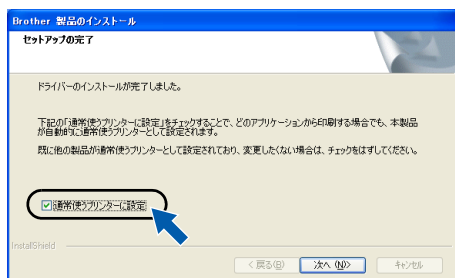 Brother 製品のインストール
セットアップの完了
ドライバーのインストールが完了しました。
下記の「通常使うプリンターに設定」をチェックすることで、どのアプリケーションから印刷する場合でも、本製品
が自動的に通常使うプリンターとして設定されます。
既に他の製品が通常使うプリンターとして設定されており、変更したくない場合は、チェックをはずしてください。
通常使うプリンターに設定
InstallShield
< 戻る(B)
次へ (N)>
キャンセル